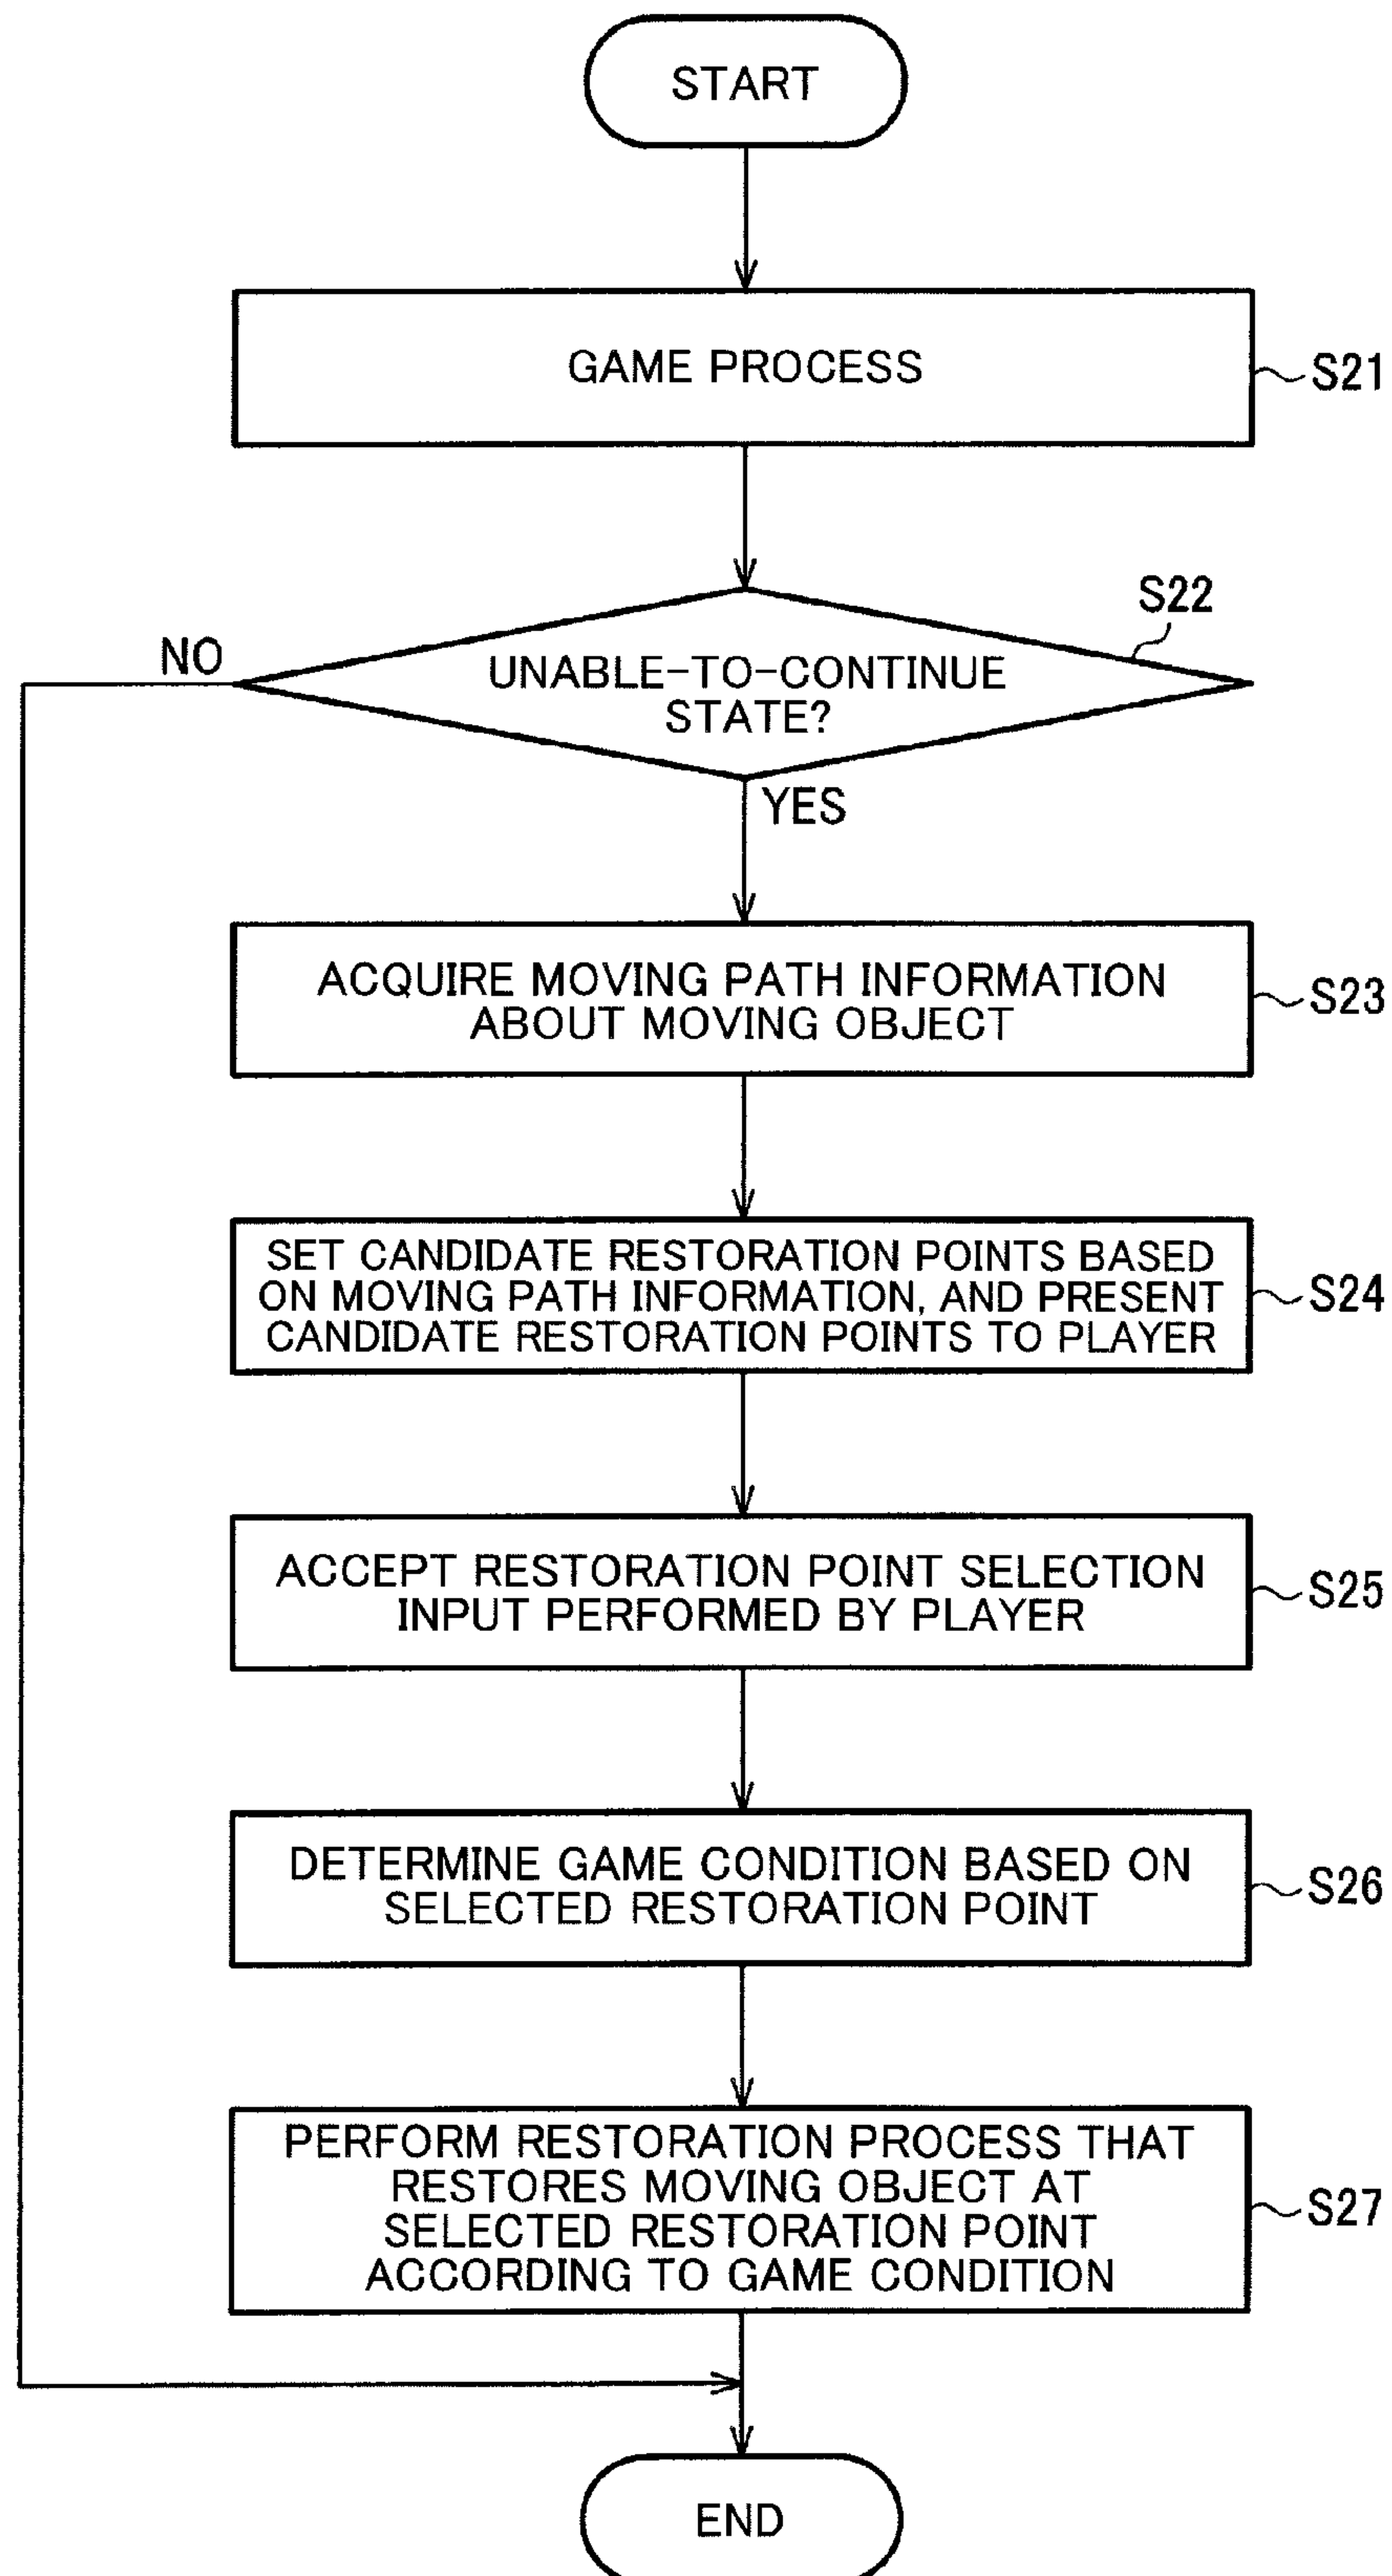 START
GAME PROCESS
S21
S22
NO
UNABLE-TO-CONTINUE
STATE?
YES
ACQUIRE MOVING PATH INFORMATION
ABOUT MOVING OBJECT
S23
SET CANDIDATE RESTORATION POINTS BASED
ON MOVING PATH INFORMATION, AND PRESENT
CANDIDATE RESTORATION POINTS TO PLAYER
S24
ACCEPT RESTORATION POINT SELECTION
INPUT PERFORMED BY PLAYER
S25
DETERMINE GAME CONDITION BASED ON
SELECTED RESTORATION POINT
S26
PERFORM RESTORATION PROCESS THAT
RESTORES MOVING OBJECT AT
SELECTED RESTORATION POINT
ACCORDING TO GAME CONDITION
S27
END